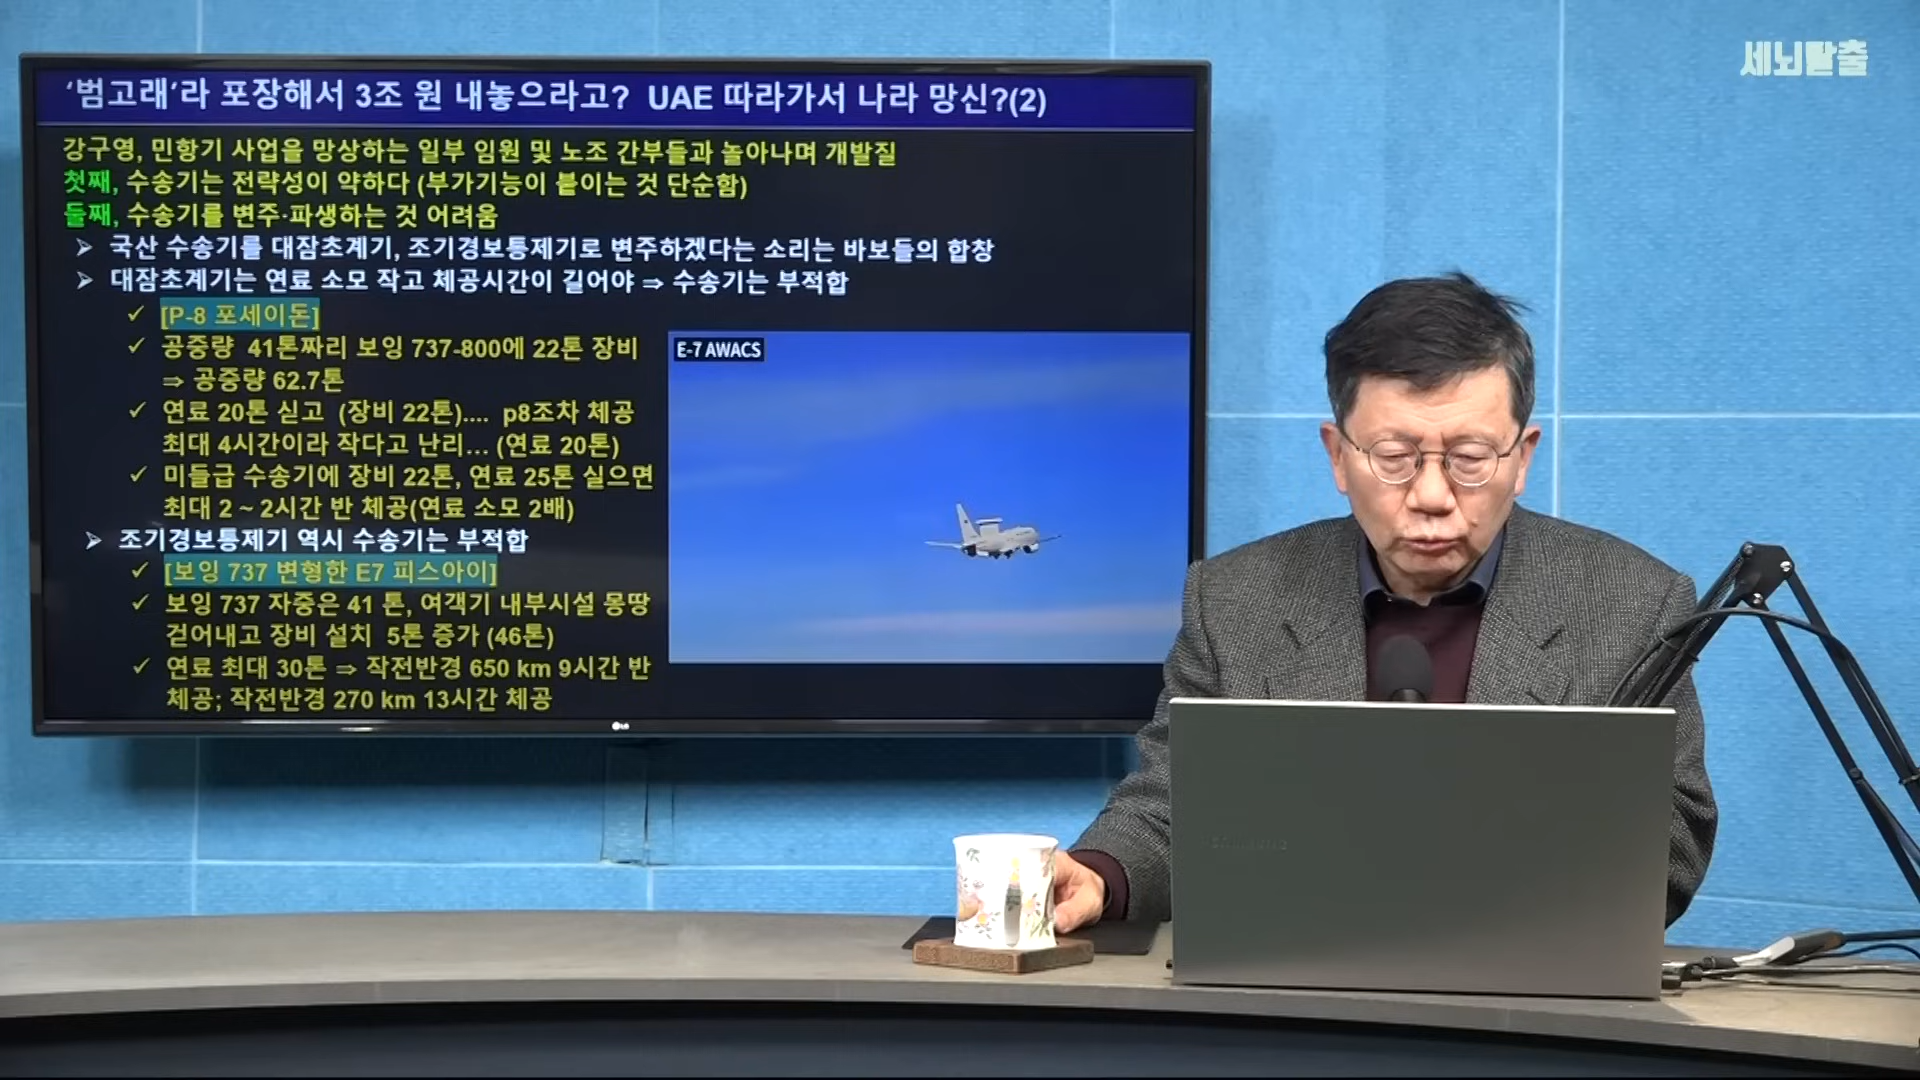 세뇌탈출
‘범고래’라 포장해서 3조 원 내놓으라고? UAE 따라가서 나라 망신?(2)
강구영, 민항기 사업을 망상하는 일부 임원 및 노조 간부들과 놀아나며 개발질
첫째, 수송기는 전략성이 약하다 (부가기능이 붙이는 것 단순함)
둘째, 수송기를 변주·파생하는 것 어려움
➢ 국산 수송기를 대잠초계기, 조기경보통제기로 변주하겠다는 소리는 바보들의 합창
➢ 대잠초계기는 연료 소모 작고 체공시간이 길어야 ⇒ 수송기는 부적합
✓ [P-8 포세이돈]
✓ 공중량 41톤짜리 보잉 737-800에 22톤 장비
⇒ 공중량 62.7톤
✓ 연료 20톤 싣고 (장비 22톤).... p8조차 체공
최대 4시간이라 작다고 난리... (연료 20톤)
✓ 미들급 수송기에 장비 22톤, 연료 25톤 실으면
최대 2 ~ 2시간 반 체공(연료 소모 2배)
➢ 조기경보통제기 역시 수송기는 부적합
✓ [보잉 737 변형한 E7 피스아이]
✓ 보잉 737 자중은 41 톤, 여객기 내부시설 몽땅
걷어내고 장비 설치 5톤 증가 (46톤)
✓ 연료 최대 30톤 ⇒ 작전반경 650 km 9시간 반
체공; 작전반경 270 km 13시간 체공
E-7 AWACS
LG